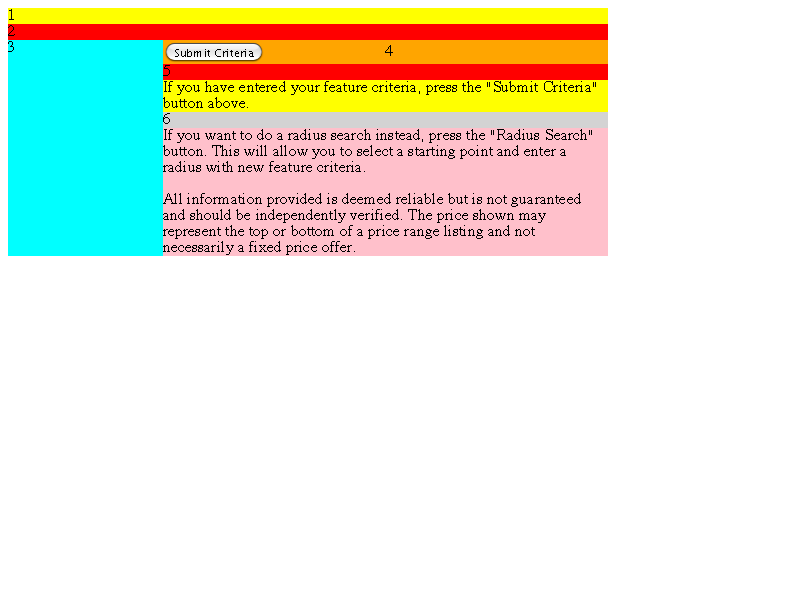 1
2
3
Submit Criteria
4
5
If you have entered your feature criteria, press the "Submit Criteria"
button above.
6
If you want to do a radius search instead, press the "Radius Search"
button. This will allow you to select a starting point and enter a
radius with new feature criteria.
All information provided is deemed reliable but is not guaranteed
and should be independently verified. The price shown may
represent the top or bottom of a price range listing and not
necessarily a fixed price offer.